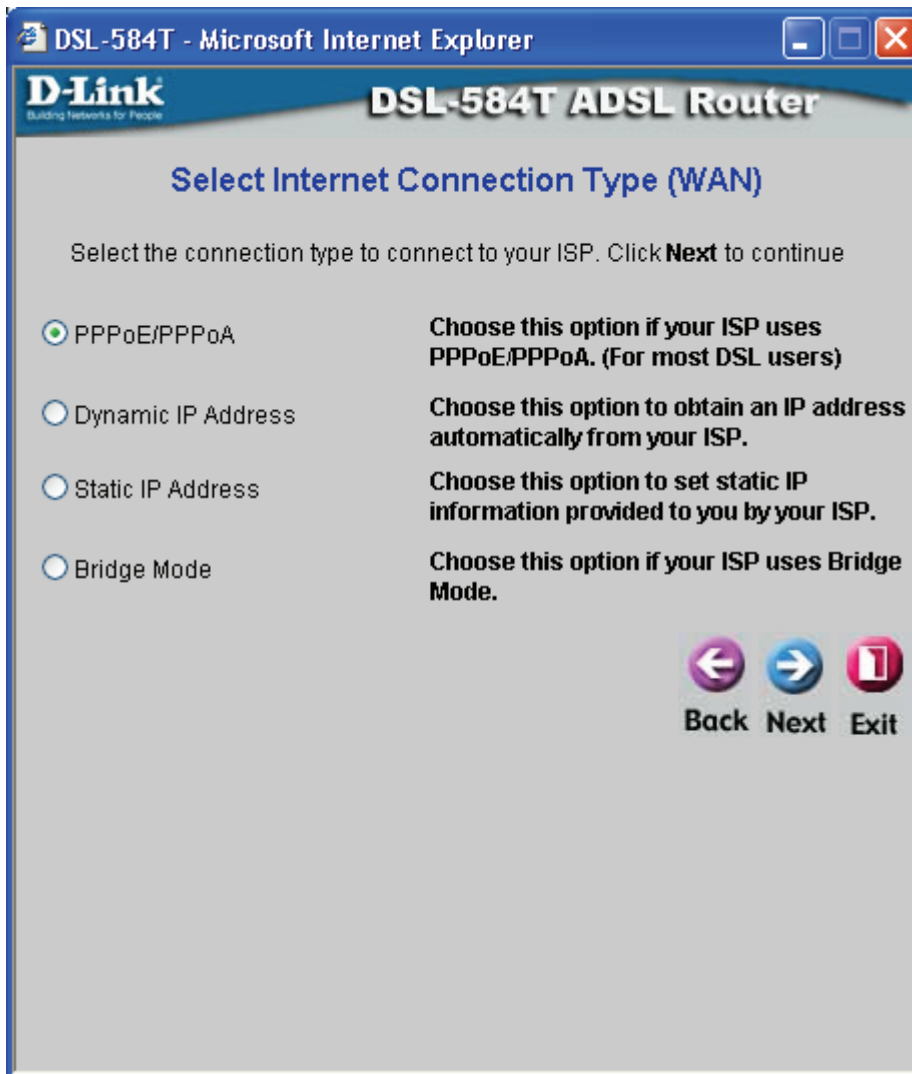 DSL-584T - Microsoft Internet Explorer
D-Link
Building Networks for People
DSL-584T ADSL Router
Select Internet Connection Type (WAN)
Select the connection type to connect to your ISP. Click Next to continue
PPPoE/PPPoA
Choose this option if your ISP uses
PPPoE/PPPoA. (For most DSL users)
Dynamic IP Address
Choose this option to obtain an IP address
automatically from your ISP.
Static IP Address
Choose this option to set static IP
information provided to you by your ISP.
Bridge Mode
Choose this option if your ISP uses Bridge
Mode.
Back Next Exit